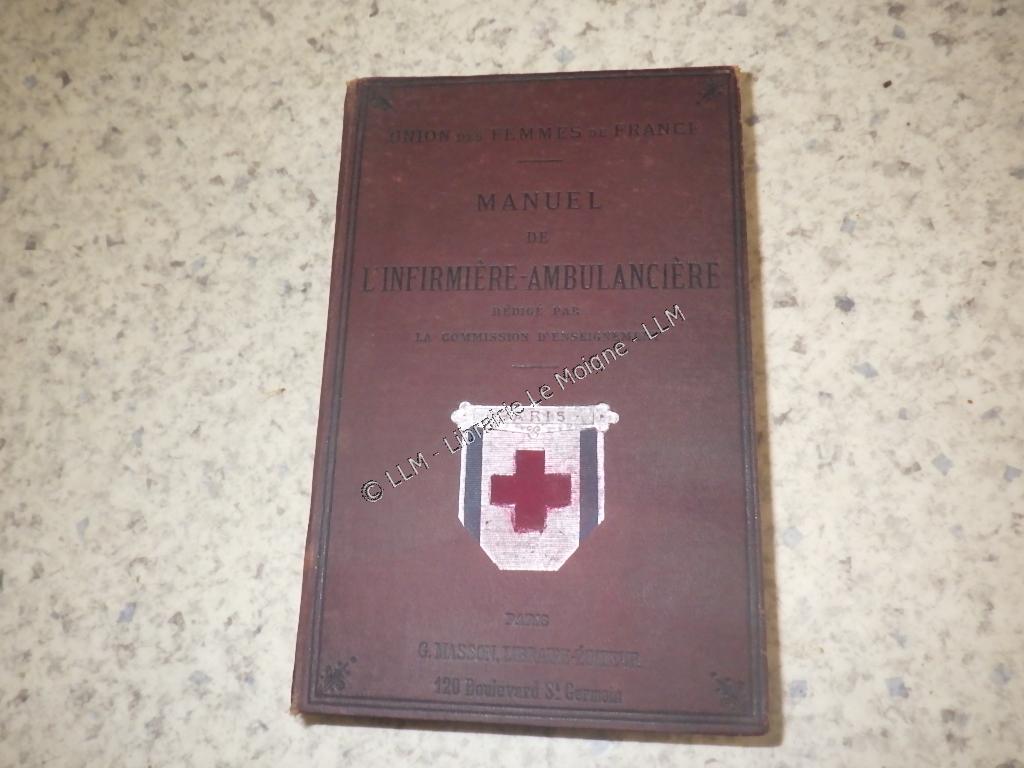 UNION DES FEMMES DE FRANCE
MANUEL
DE
L'INFIRMIÈRE-AMBULANCIÈRE
RÉDIGÉ PAR
LA COMMISSION D'ENSEIGNEMENT
PARIS
PARIS
G. MASSON, LIBRAIRE-ÉDITEUR
120 Boulevard St Germain
© LLM - Librairie Le Moigne - LLM